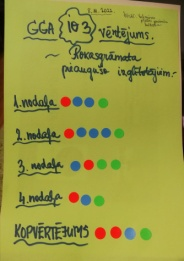 GGA 103 vērtējums.
~ Rokasgrāmata
pieaugušo izglītotājiem.~
1. nodaļa
2. nodaļa
3. nodaļa
4. nodaļa
KOPVĒRTĒJUMS